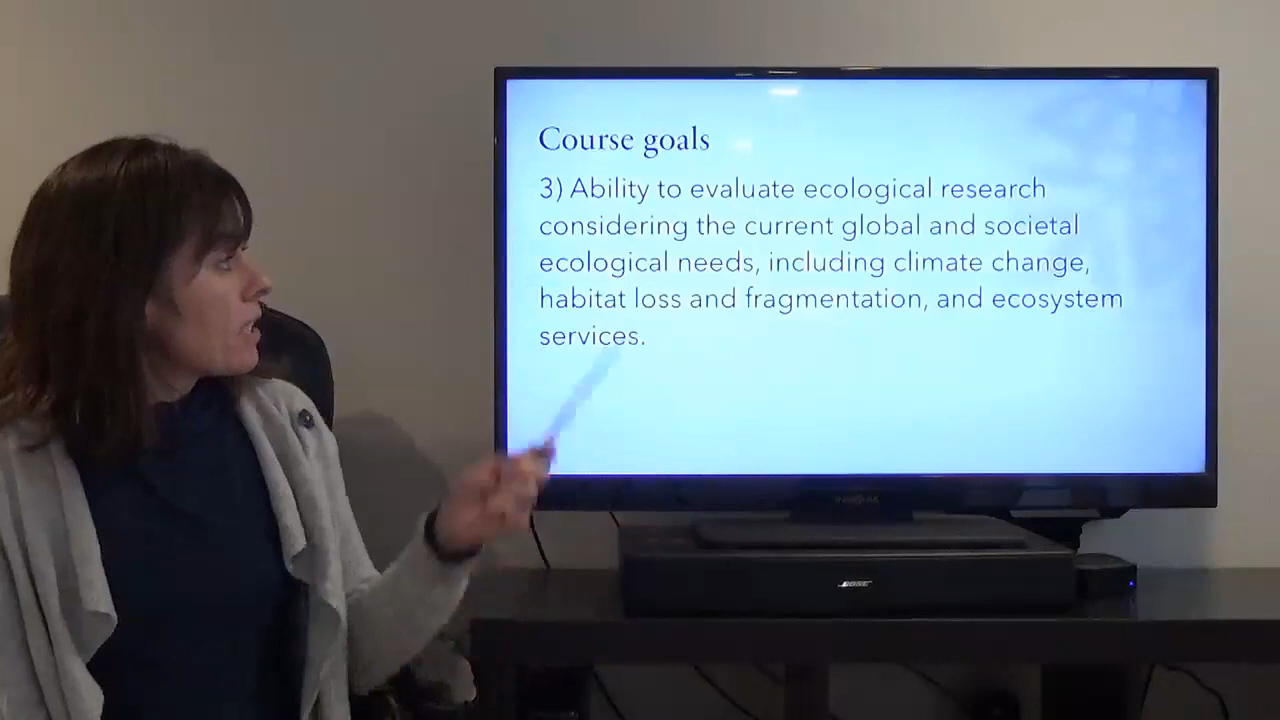 Course goals
3) Ability to evaluate ecological research
considering the current global and societal
ecological needs, including climate change,
habitat loss and fragmentation, and ecosystem
services.
INSIGNIA
BOSE